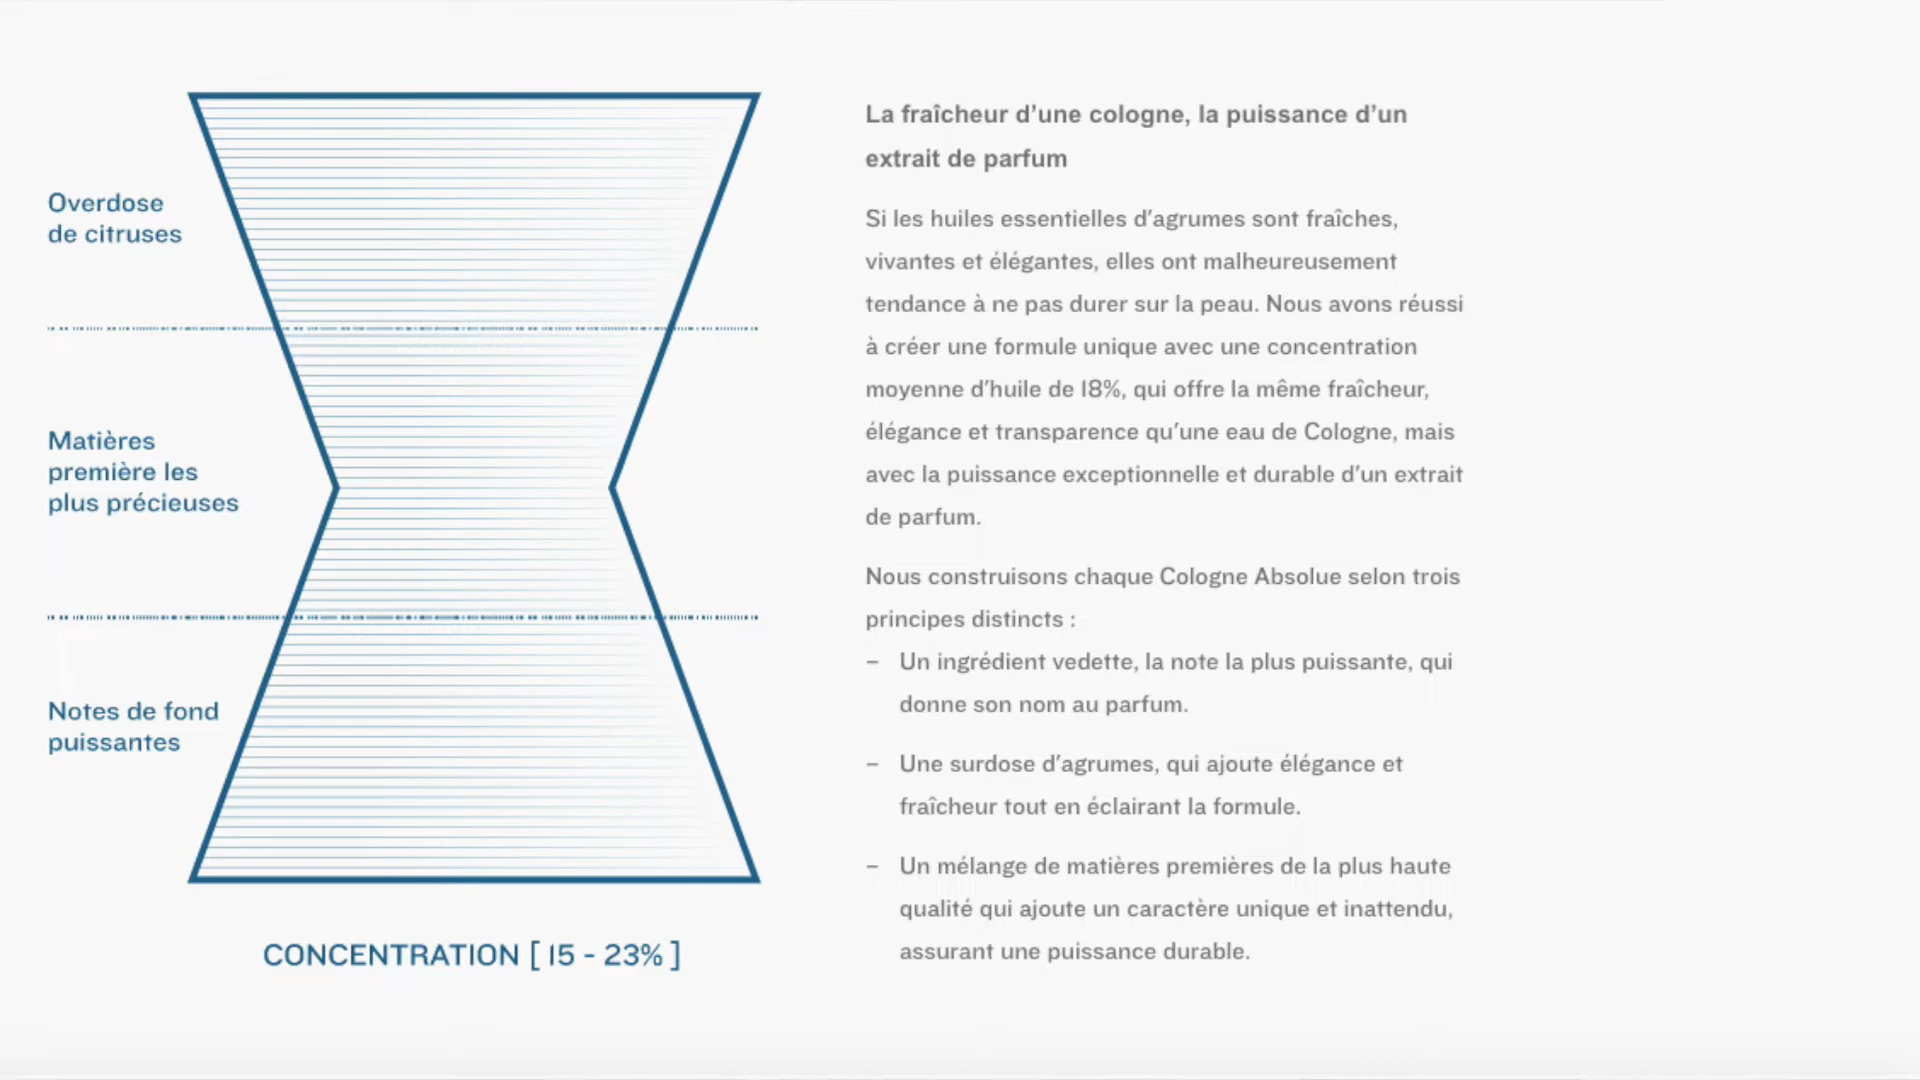 Overdose
de citruses
Matières
première les
plus précieuses
Notes de fond
puissantes
CONCENTRATION [ 15 - 23% ]
La fraîcheur d’une cologne, la puissance d’un
extrait de parfum
Si les huiles essentielles d’agrumes sont fraîches,
vivantes et élégantes, elles ont malheureusement
tendance à ne pas durer sur la peau. Nous avons réussi
à créer une formule unique avec une concentration
moyenne d’huile de 18%, qui offre la même fraîcheur,
élégance et transparence qu’une eau de Cologne, mais
avec la puissance exceptionnelle et durable d’un extrait
de parfum.
Nous construisons chaque Cologne Absolue selon trois
principes distincts :
– Un ingrédient vedette, la note la plus puissante, qui
donne son nom au parfum.
– Une surdose d’agrumes, qui ajoute élégance et
fraîcheur tout en éclairant la formule.
– Un mélange de matières premières de la plus haute
qualité qui ajoute un caractère unique et inattendu,
assurant une puissance durable.